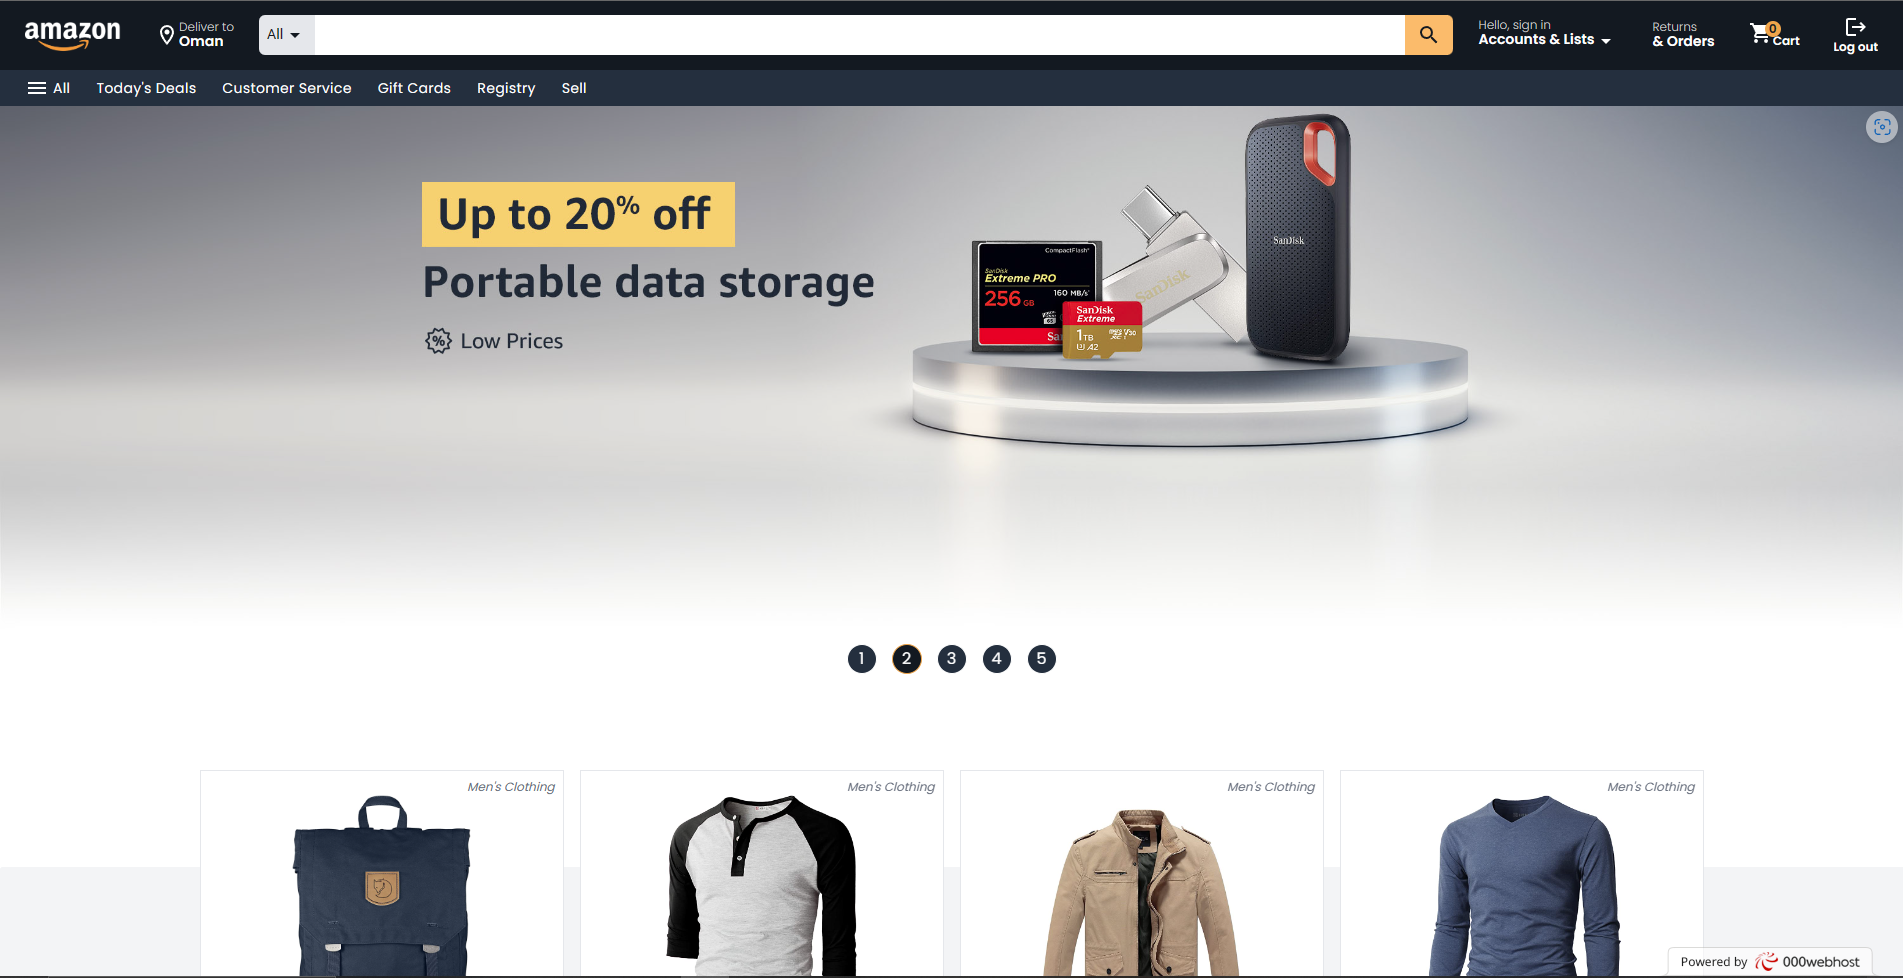 amazon
Deliver to
Oman
All
Hello, sign in
Accounts & Lists
Returns
& Orders
0
Cart
Log out
All
Today's Deals
Customer Service
Gift Cards
Registry
Sell
Up to 20% off
Portable data storage
Low Prices
CompactFlash®
SanDisk
Extreme PRO
256 GB
160 MB/s
San
SanDisk
Extreme
1TB
A2
SanDisk
SanDisk
1
2
3
4
5
Men's Clothing
Men's Clothing
Men's Clothing
Men's Clothing
Powered by 000webhost